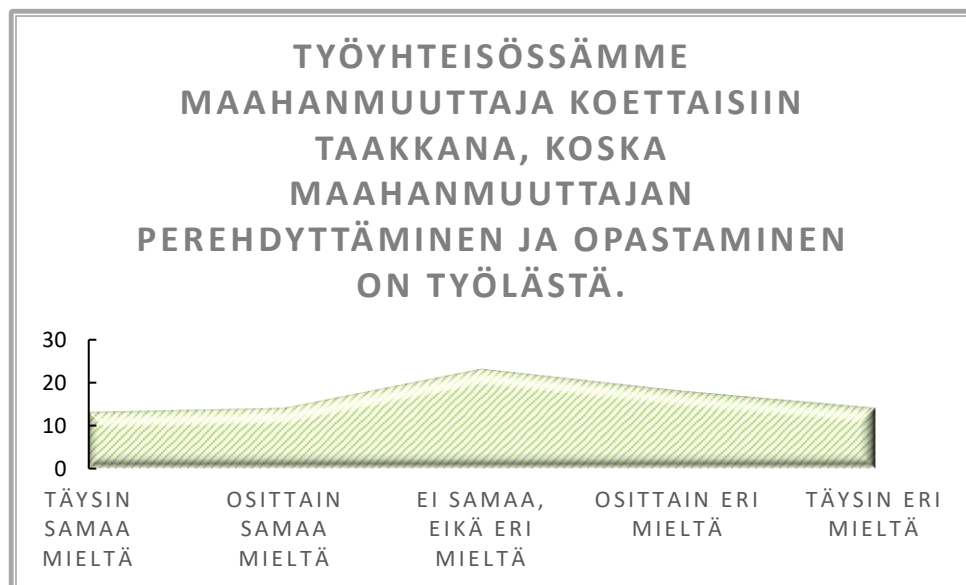 TYÖYHTEISÖSSÄMME
MAAHANMUUTTAJA KOETTAISIIN
TAAKKANA, KOSKA
MAAHANMUUTTAJAN
PEREHDYTTÄMINEN JA OPASTAMINEN
ON TYÖLÄSTÄ.
30
20
10
0
TÄYSIN
SAMAA
MIELTÄ
OSITTAIN
SAMAA
MIELTÄ
EI SAMAA,
EIKÄ ERI
MIELTÄ
OSITTAIN ERI
MIELTÄ
TÄYSIN ERI
MIELTÄ